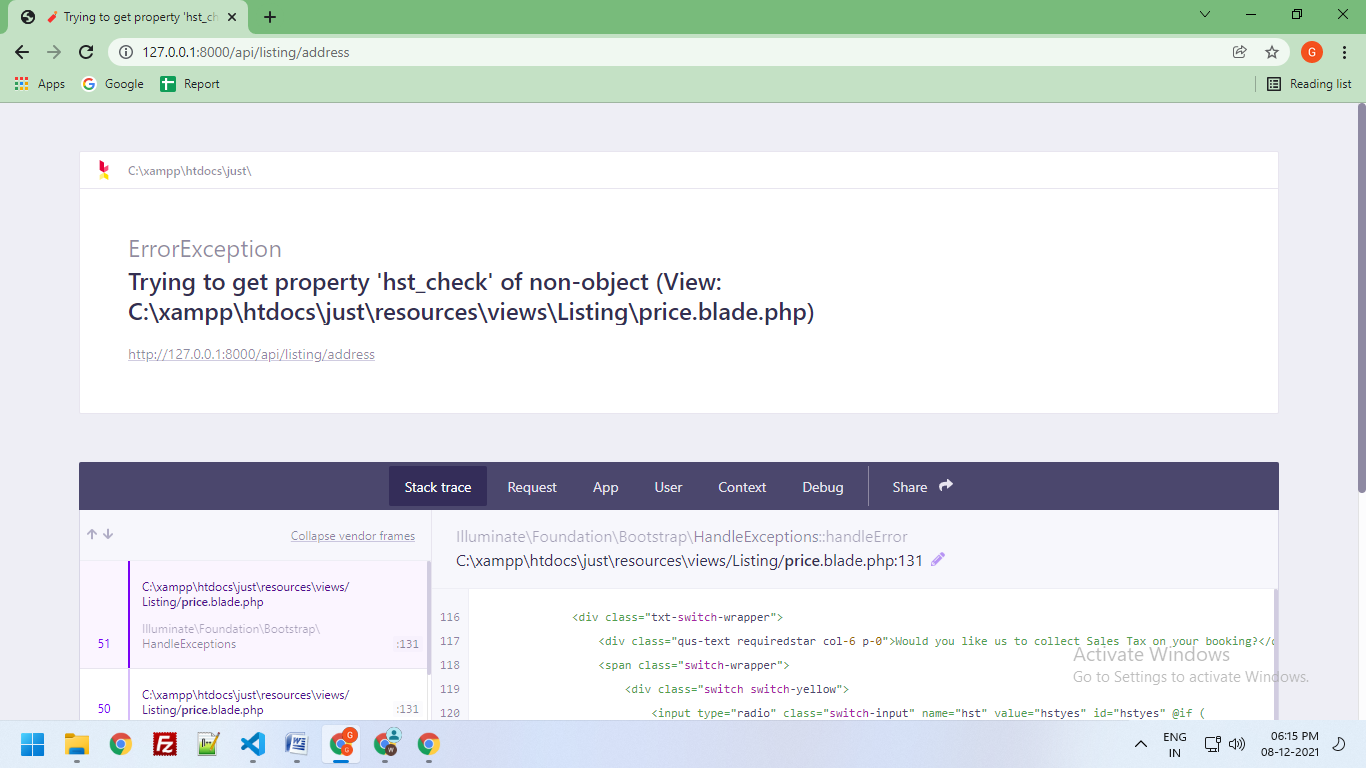 Trying to get property 'hst_ch
127.0.0.1:8000/api/listing/address
G
Apps
Google
Report
Reading list
C:\xampp\htdocs\just\
ErrorException
Trying to get property 'hst_check' of non-object (View:
C:\xampp\htdocs\just\resources\views\Listing\price.blade.php)
http://127.0.0.1:8000/api/listing/address
Stack trace
Request
App
User
Context
Debug
Share
Collapse vendor frames
C:\xampp\htdocs\just\resources\views/
Listing/price.blade.php
Illuminate\Foundation\Bootstrap\
51 HandleExceptions :131
C:\xampp\htdocs\just\resources\views/
50 Listing/price.blade.php :131
Illuminate\Foundation\Bootstrap\HandleExceptions::handleError
C:\xampp\htdocs\just\resources\views/Listing/price.blade.php:131
116 <div class="txt-switch-wrapper">
117 <div class="qus-text requiredstar col-6 p-0">Would you like us to collect Sales Tax on your booking?</
118 <span class="switch-wrapper">
119 <div class="switch switch-yellow">
120 <input type="radio" class="switch-input" name="hst" value="hstyes" id="hstyes" @if (
Activate Windows
Go to Settings to activate Windows.
ENG
IN
06:15 PM
08-12-2021